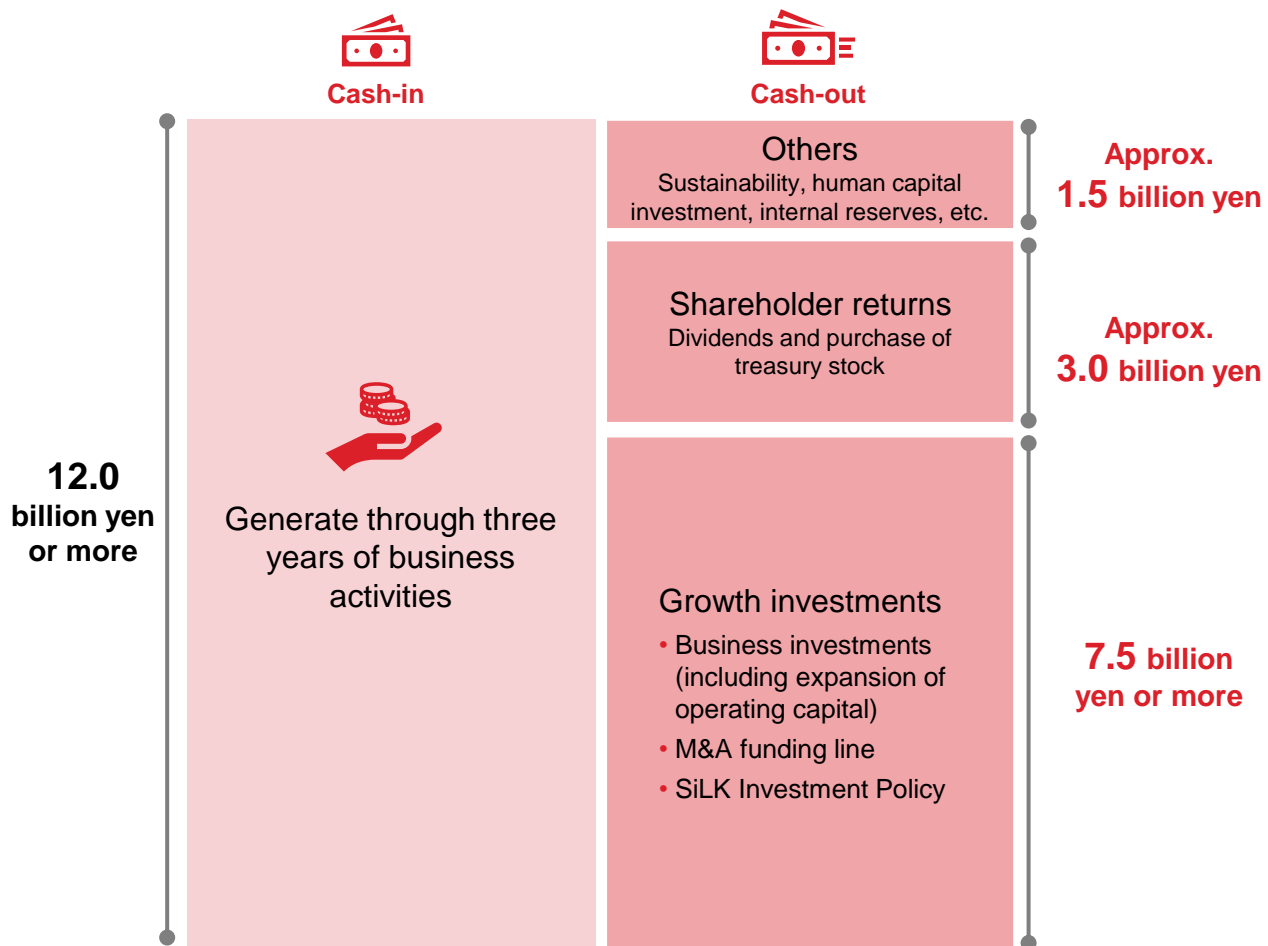 Cash-in
Cash-out
12.0
billion yen
or more
Generate through three
years of business
activities
Others
Sustainability, human capital
investment, internal reserves, etc.
Approx.
1.5 billion yen
Shareholder returns
Dividends and purchase of
treasury stock
Approx.
3.0 billion yen
Growth investments
• Business investments
(including expansion of
operating capital)
• M&A funding line
• SiLK Investment Policy
7.5 billion
yen or more